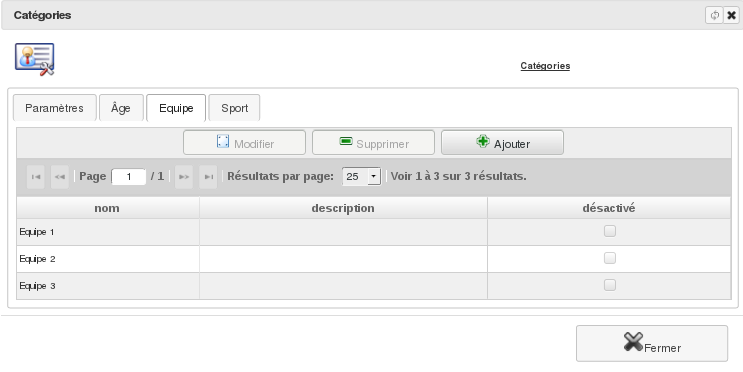 Catégories
Catégories
Paramètres Âge Equipe Sport
Modifier Supprimer Ajouter
Page 1 / 1 Résultats par page: 25 Voir 1 à 3 sur 3 résultats.
nom description désactivé
Equipe 1
Equipe 2
Equipe 3
Fermer